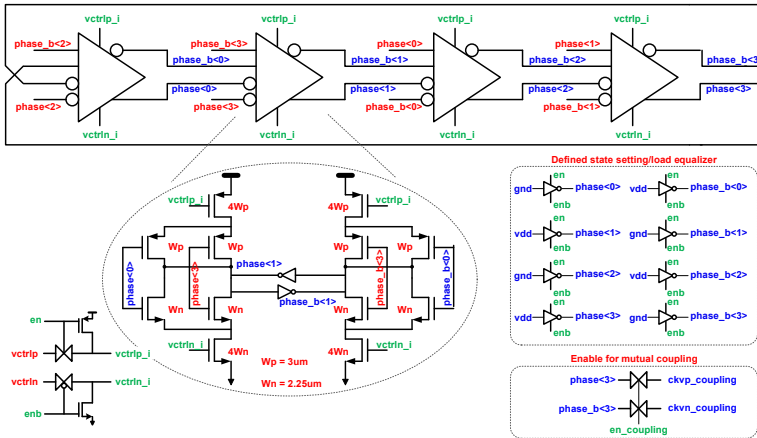 vctrlp_i vctrlp_i vctrlp_i vctrlp_i
phase_b<2> phase_b<3> phase<0> phase<1>
phase_b<0> phase_b<1> phase_b<2> phase_b<3
phase<0> phase<1> phase<2> phase<3>
phase<2> phase<3> phase_b<0> phase_b<1>
vctrln_i vctrln_i vctrln_i vctrln_i
vctrlp_i 4Wp 4Wp vctrlp_i
Wp Wp Wp Wp
phase<0> phase<3> phase<1> phase_b<3> phase_b<0>
phase_b<1>
Wn Wn Wn Wn
vctrln_i 4Wn 4Wn vctrln_i
Wp = 3um
Wn = 2.25um
en
vctrlp vctrlp_i
vctrln vctrln_i
enb
Defined state setting/load equalizer
en en
gnd phase<0> vdd phase_b<0>
enb enb
en en
vdd phase<1> gnd phase_b<1>
enb enb
en en
gnd phase<2> vdd phase_b<2>
enb enb
en en
vdd phase<3> gnd phase_b<3>
enb enb
Enable for mutual coupling
phase<3> ckvp_coupling
phase_b<3> ckvn_coupling
en_coupling